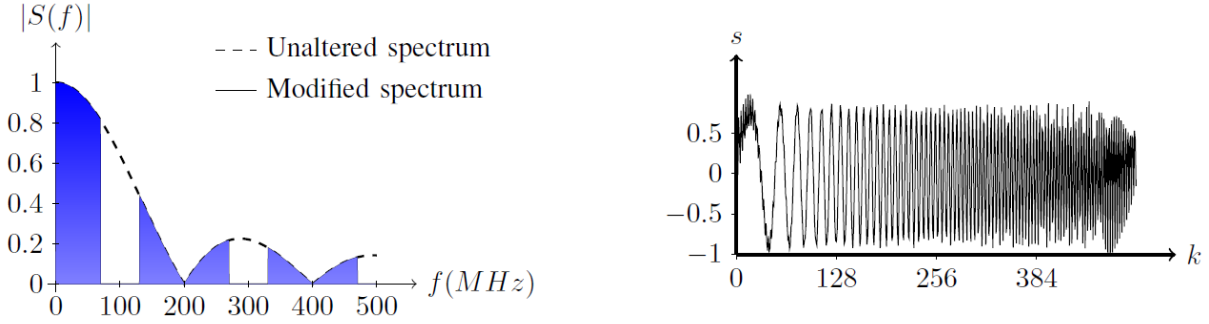 |S(f)|
Unaltered spectrum
Modified spectrum
1
0.8
0.6
0.4
0.2
0
0 100 200 300 400 500
f(MHz)
s
0.5
0
−0.5
−1
0 128 256 384
k